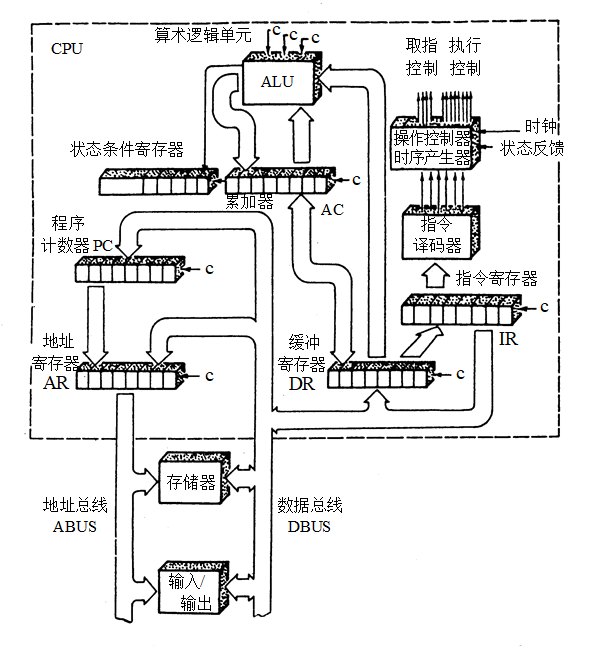 CPU
算术逻辑单元
c c c
ALU
取指 执行
控制 控制
操作控制器
时序产生器
时钟
状态反馈
状态条件寄存器
累加器
AC
c
指令
译码器
程序
计数器PC
c
指令寄存器
c
IR
地址
寄存器
AR
c
缓冲
寄存器
DR
c
存储器
地址总线
ABUS
数据总线
DBUS
输入/
输出